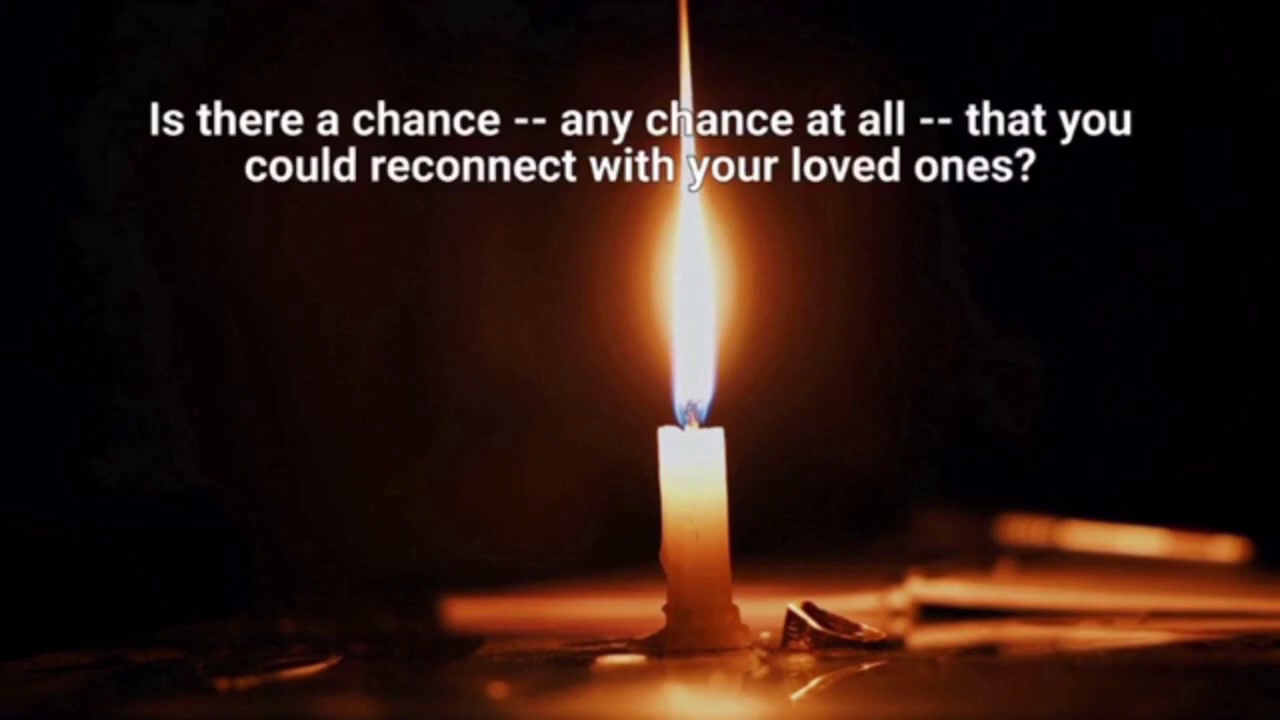 Is there a chance -- any chance at all -- that you
could reconnect with your loved ones?